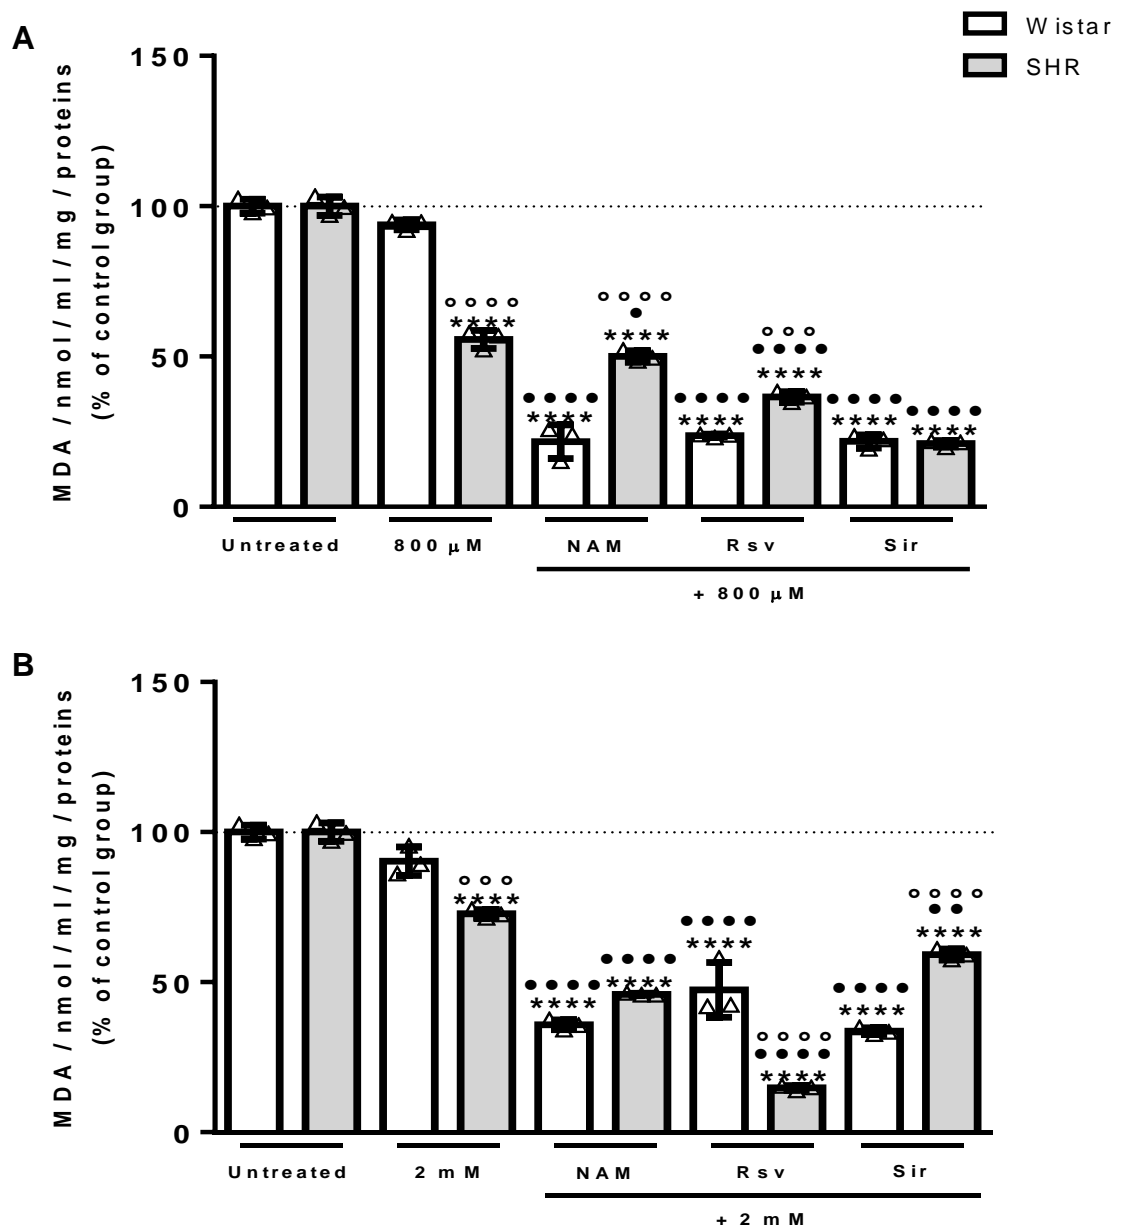 A
Wistar
SHR
MDA / nmol / ml / mg / proteins
(% of control group)
150
100
50
0
°°°°
****
°°°°
•
****
°°°
••••
****
••••
****
••••
****
••••
****
••••
****
Untreated
800 µM
NAM
Rsv
Sir
+ 800 µM
B
MDA / nmol / ml / mg / proteins
(% of control group)
150
100
50
0
°°°
****
••••
****
••••
****
••••
****
°°°°
••••
****
••••
****
°°°°
••
****
Untreated
2 mM
NAM
Rsv
Sir
+ 2 mM